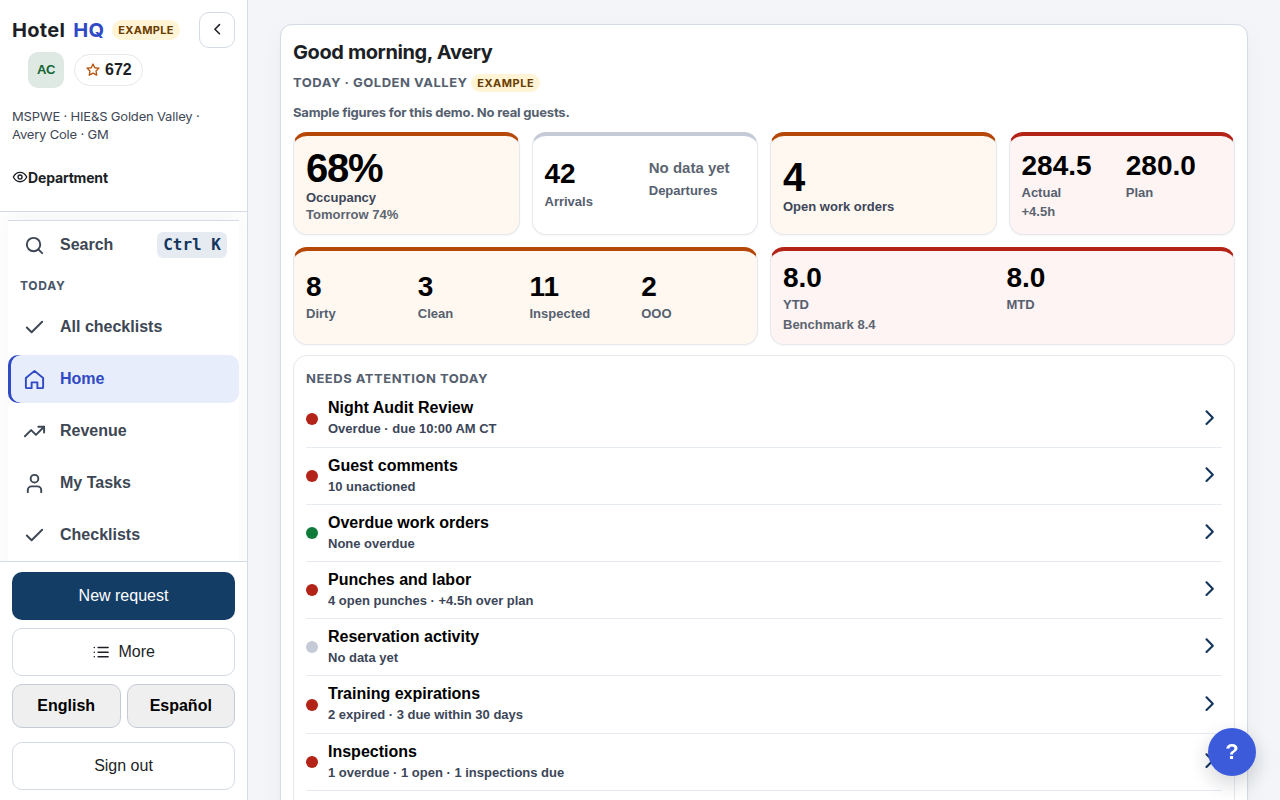 Hotel HQ EXAMPLE
AC
672
MSPWE · HIE&S Golden Valley ·
Avery Cole · GM
Department
Search Ctrl K
TODAY
All checklists
Home
Revenue
My Tasks
Checklists
New request
More
English Español
Sign out
Good morning, Avery
TODAY · GOLDEN VALLEY EXAMPLE
Sample figures for this demo. No real guests.
68%
Occupancy
Tomorrow 74%
42
Arrivals
No data yet
Departures
4
Open work orders
284.5
Actual
+4.5h
280.0
Plan
8
Dirty
3
Clean
11
Inspected
2
OOO
8.0
YTD
Benchmark 8.4
8.0
MTD
NEEDS ATTENTION TODAY
Night Audit Review
Overdue · due 10:00 AM CT
Guest comments
10 unactioned
Overdue work orders
None overdue
Punches and labor
4 open punches · +4.5h over plan
Reservation activity
No data yet
Training expirations
2 expired · 3 due within 30 days
Inspections
1 overdue · 1 open · 1 inspections due
?